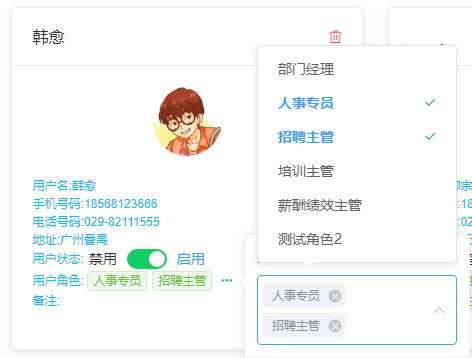 韩愈
用户名:韩愈
手机号码:18568123666
电话号码:029-82111555
地址:广州番禺
用户状态: 禁用 启用
用户角色: 人事专员 招聘主管 •••
备注:
部门经理
人事专员
招聘主管
培训主管
薪酬绩效主管
测试角色2
人事专员
招聘主管